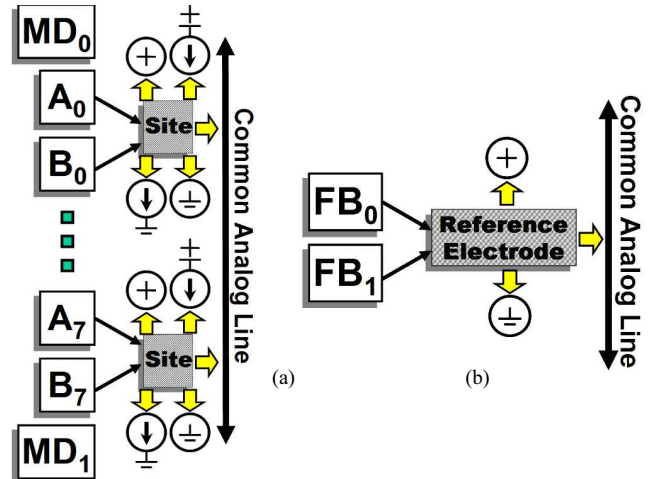 MD0
A0
B0
Site
Common Analog Line
A7
B7
Site
MD1
(a)
FB0
FB1
Reference
Electrode
Common Analog Line
(b)